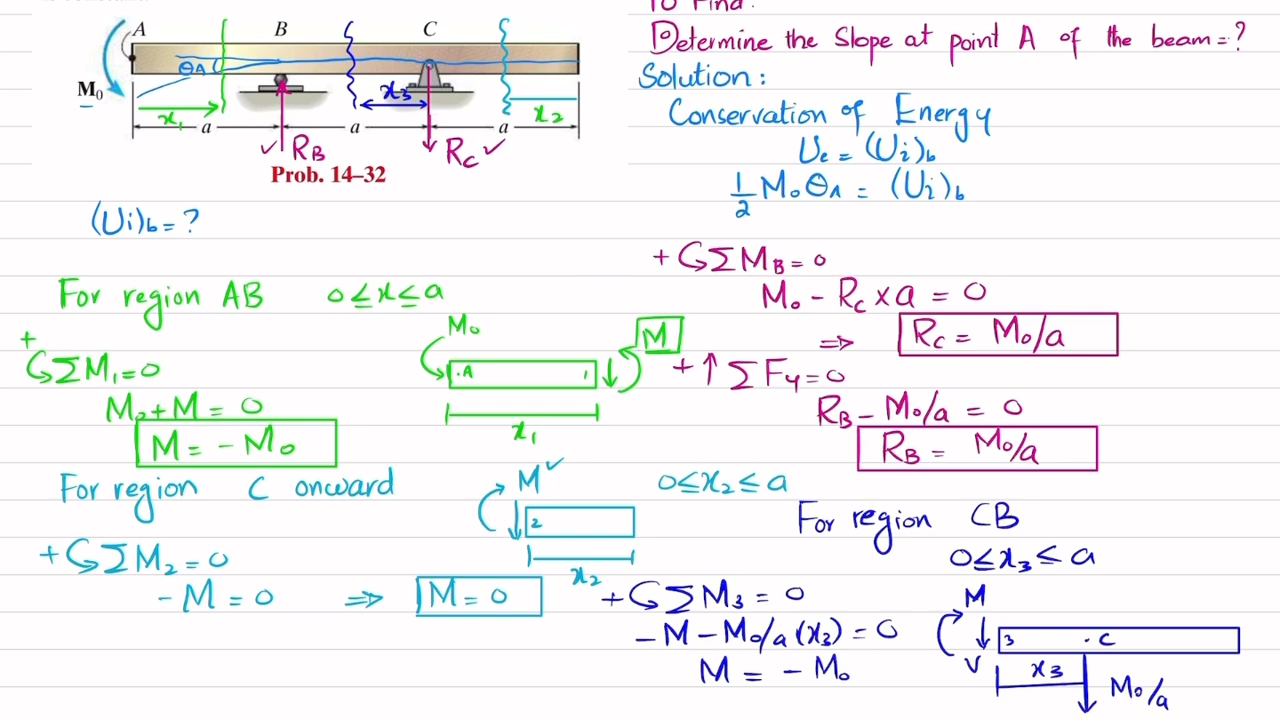 To Find:
Determine the Slope at point A of the beam = ?
Solution:
Conservation of Energy
Ue = (Ui)b
1/2 M₀ θA = (Ui)b
A B C
θA
M₀
x₁ x₃ x₂
a a a
RB RC ✓
✓
Prob. 14–32
(Ui)b = ?
For region AB 0 ≤ x ≤ a
+↺ ΣM₁ = 0
M₀ + M = 0
M = - M₀
M₀ M
.A 1
x₁
For region C onward
M ✓ 0 ≤ x₂ ≤ a
2
x₂
+↺ ΣM₂ = 0
- M = 0 ⇒ M = 0
+↺ ΣMB = 0
M₀ - RC × a = 0
⇒ RC = M₀/a
+↑ ΣFy = 0
RB - M₀/a = 0
RB = M₀/a
For region CB
0 ≤ x₃ ≤ a
+↺ ΣM₃ = 0
- M - M₀/a (x₃) = 0
M = - M₀
M
3 . C
V
x₃
M₀/a